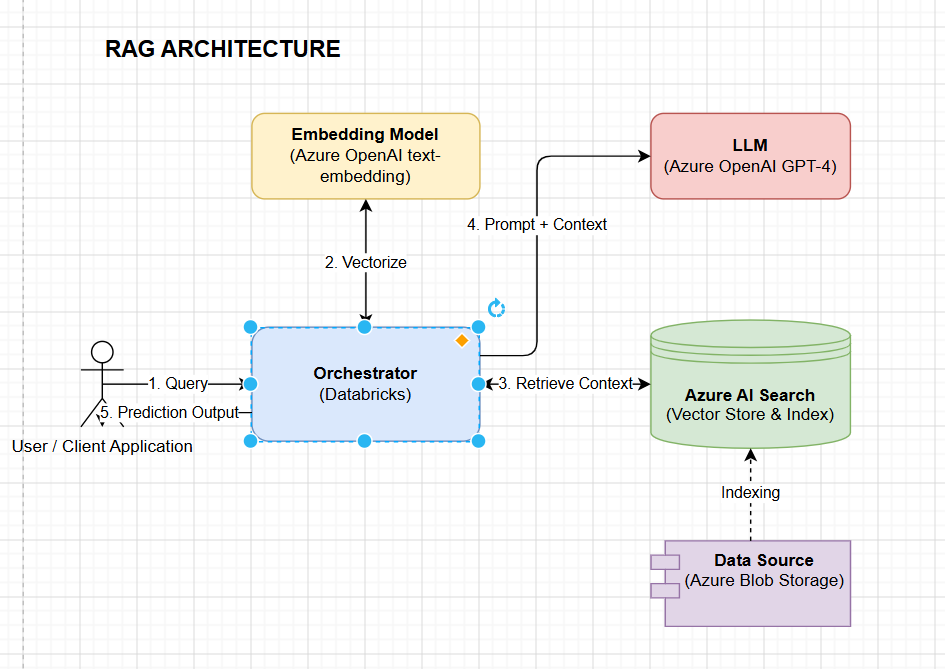 RAG ARCHITECTURE
Embedding Model
(Azure OpenAI text-
embedding)
LLM
(Azure OpenAI GPT-4)
4. Prompt + Context
2. Vectorize
Orchestrator
(Databricks)
1. Query
3. Retrieve Context
5. Prediction Output
User / Client Application
Azure AI Search
(Vector Store & Index)
Indexing
Data Source
(Azure Blob Storage)